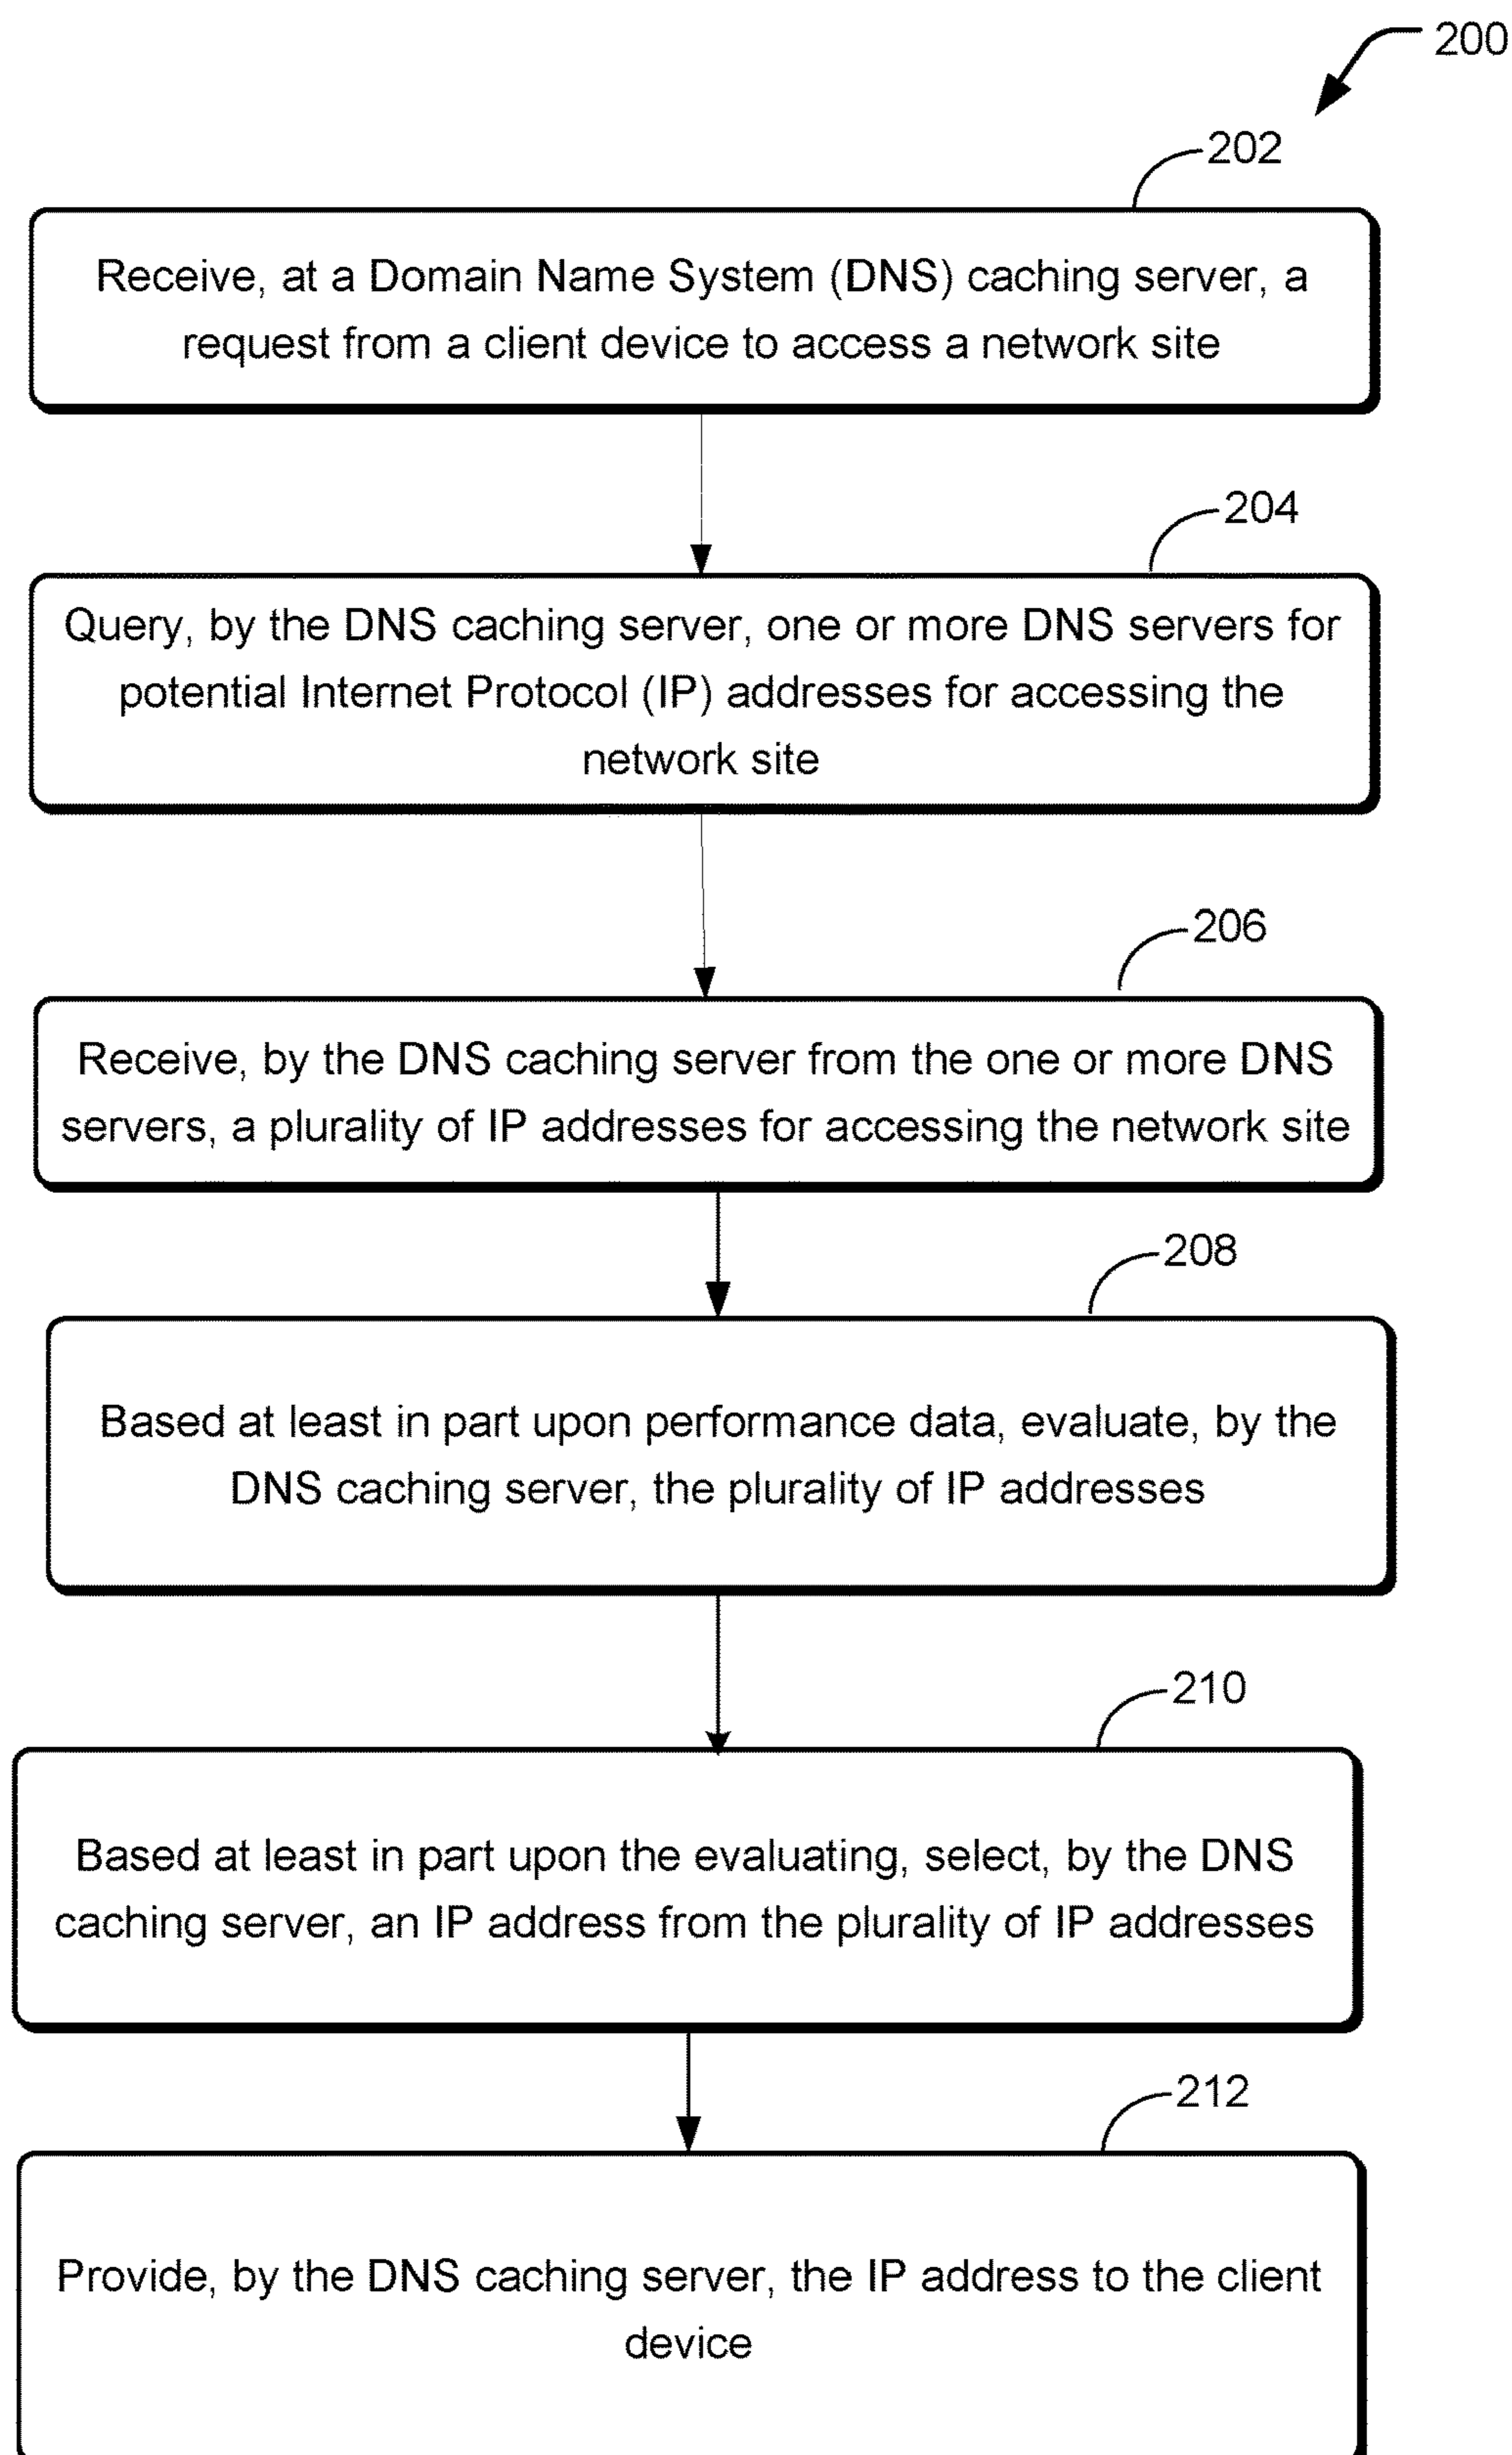 200
202
Receive, at a Domain Name System (DNS) caching server, a
request from a client device to access a network site
204
Query, by the DNS caching server, one or more DNS servers for
potential Internet Protocol (IP) addresses for accessing the
network site
206
Receive, by the DNS caching server from the one or more DNS
servers, a plurality of IP addresses for accessing the network site
208
Based at least in part upon performance data, evaluate, by the
DNS caching server, the plurality of IP addresses
210
Based at least in part upon the evaluating, select, by the DNS
caching server, an IP address from the plurality of IP addresses
212
Provide, by the DNS caching server, the IP address to the client
device